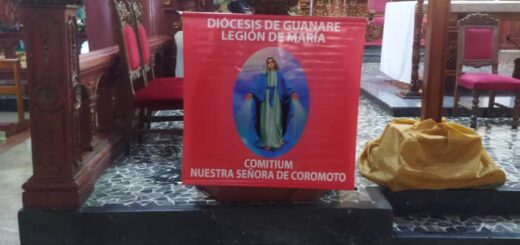 DIÓCESIS DE GUANARE
LEGIÓN DE MARÍA
COMITIUM
NUESTRA SEÑORA DE COROMOTO